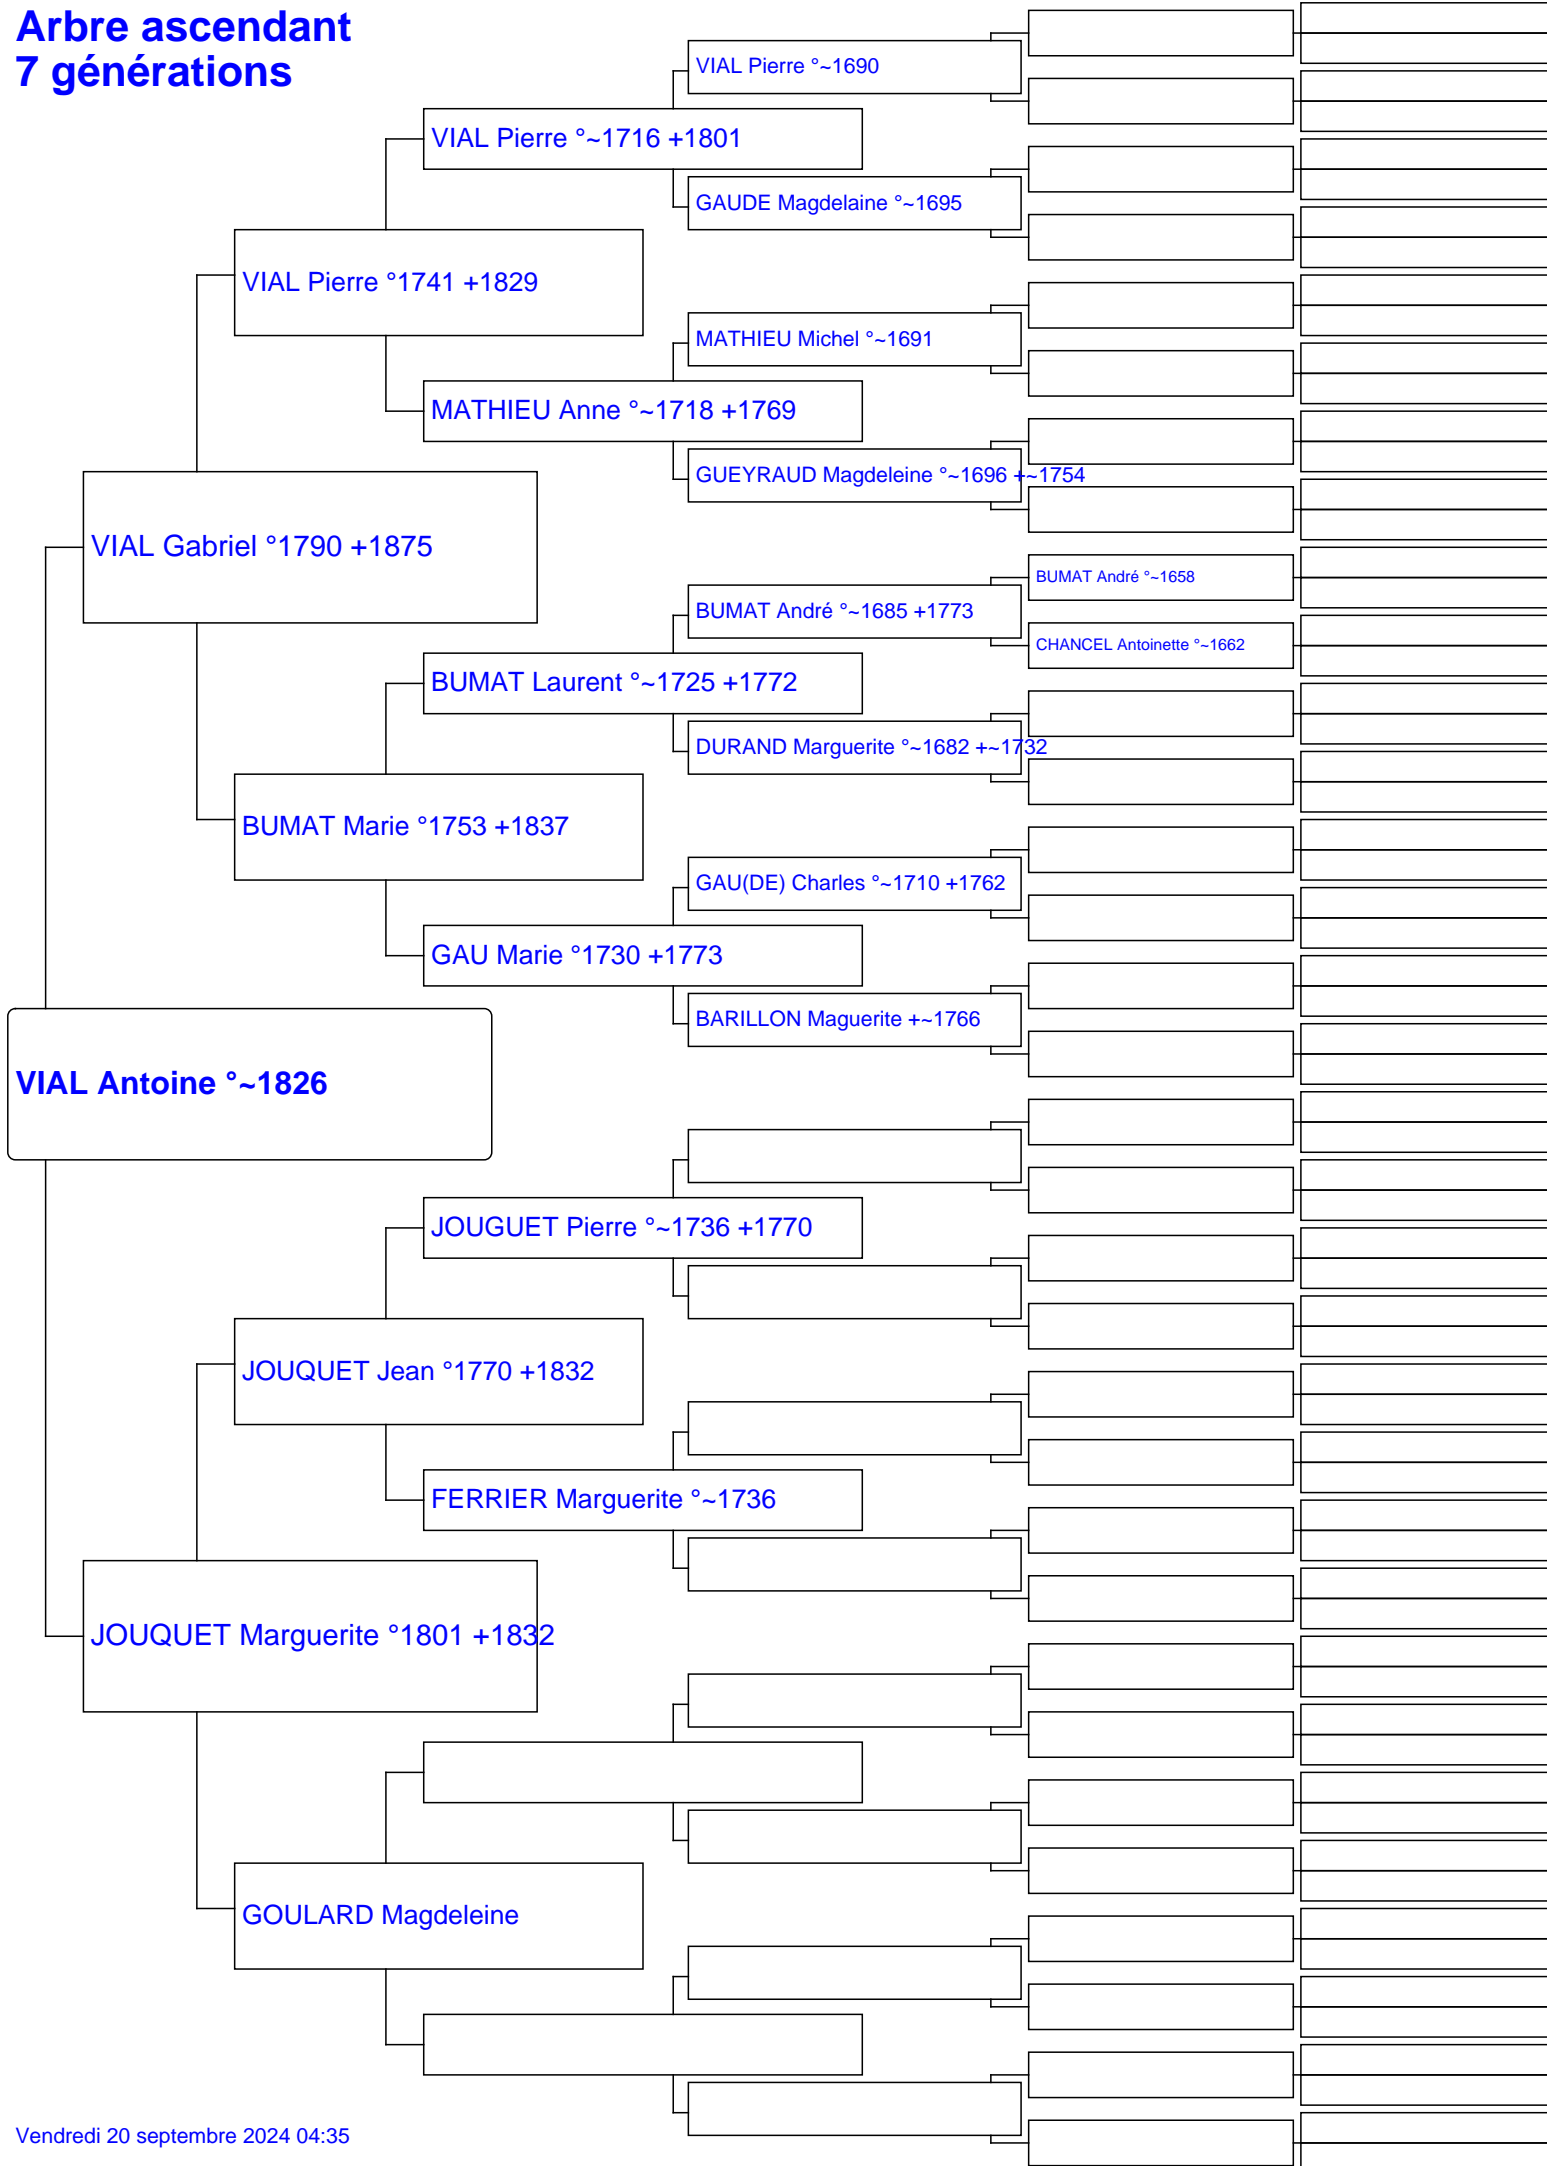 Arbre ascendant
7 générations
VIAL Pierre °~1690
VIAL Pierre °~1716 +1801
GAUDE Magdelaine °~1695
VIAL Pierre °1741 +1829
MATHIEU Michel °~1691
MATHIEU Anne °~1718 +1769
GUEYRAUD Magdeleine °~1696 +~1754
VIAL Gabriel °1790 +1875
BUMAT André °~1658
BUMAT André °~1685 +1773
CHANCEL Antoinette °~1662
BUMAT Laurent °~1725 +1772
DURAND Marguerite °~1682 +~1732
BUMAT Marie °1753 +1837
GAU(DE) Charles °~1710 +1762
GAU Marie °1730 +1773
BARILLON Maguerite +~1766
VIAL Antoine °~1826
JOUGUET Pierre °~1736 +1770
JOUQUET Jean °1770 +1832
FERRIER Marguerite °~1736
JOUQUET Marguerite °1801 +1832
GOULARD Magdeleine
Vendredi 20 septembre 2024 04:35